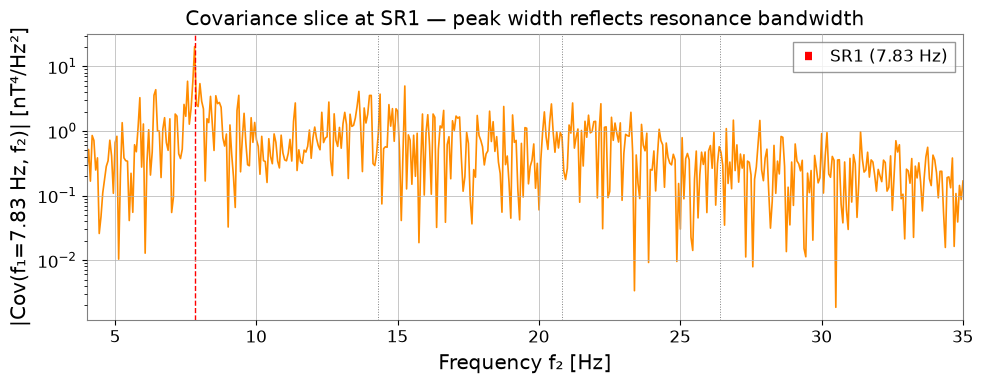 Covariance slice at SR1 — peak width reflects resonance bandwidth
|Cov(f₁=7.83 Hz, f₂)| [nT⁴/Hz²]
10¹
10⁰
10⁻¹
10⁻²
SR1 (7.83 Hz)
5 10 15 20 25 30 35
Frequency f₂ [Hz]